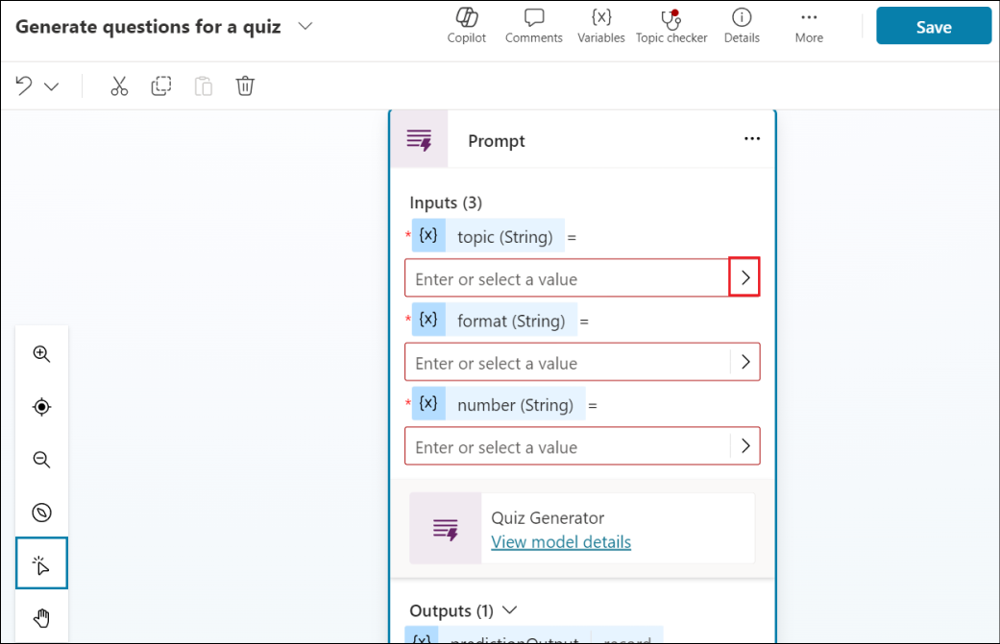 Generate questions for a quiz
Copilot
Comments
{x}
Variables
Topic checker
Details
More
Save
Prompt
Inputs (3)
* {x} topic (String) =
Enter or select a value
* {x} format (String) =
Enter or select a value
* {x} number (String) =
Enter or select a value
Quiz Generator
View model details
Outputs (1)
{x} predictionOutput record